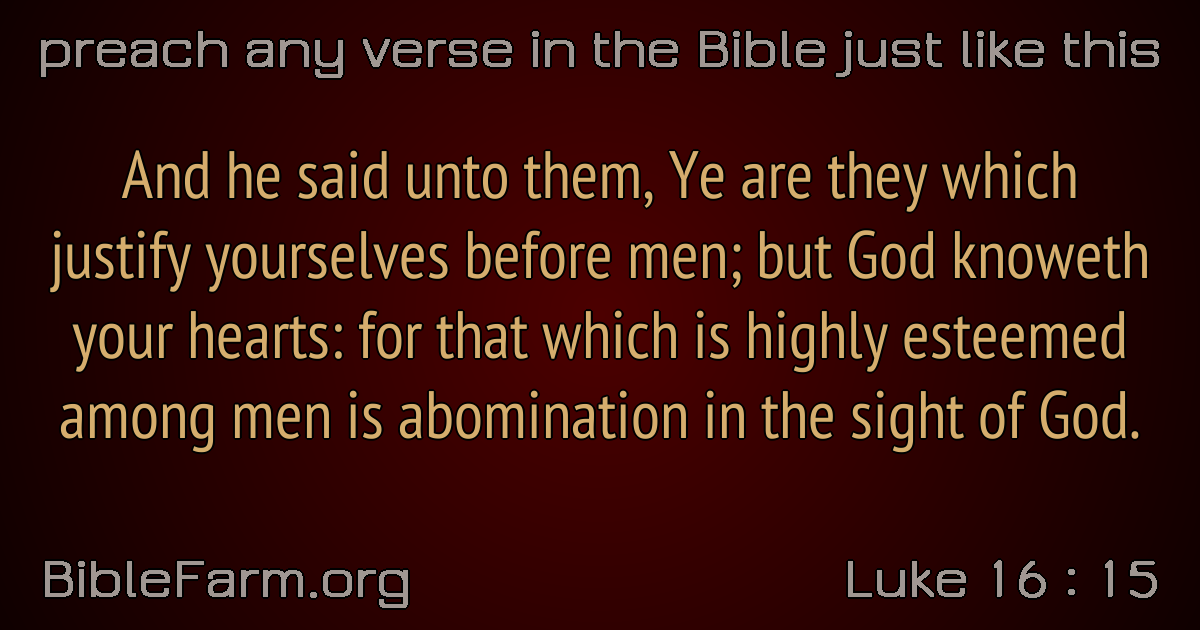 preach any verse in the Bible just like this
And he said unto them, Ye are they which
justify yourselves before men; but God knoweth
your hearts: for that which is highly esteemed
among men is abomination in the sight of God.
BibleFarm.org
Luke 16 : 15